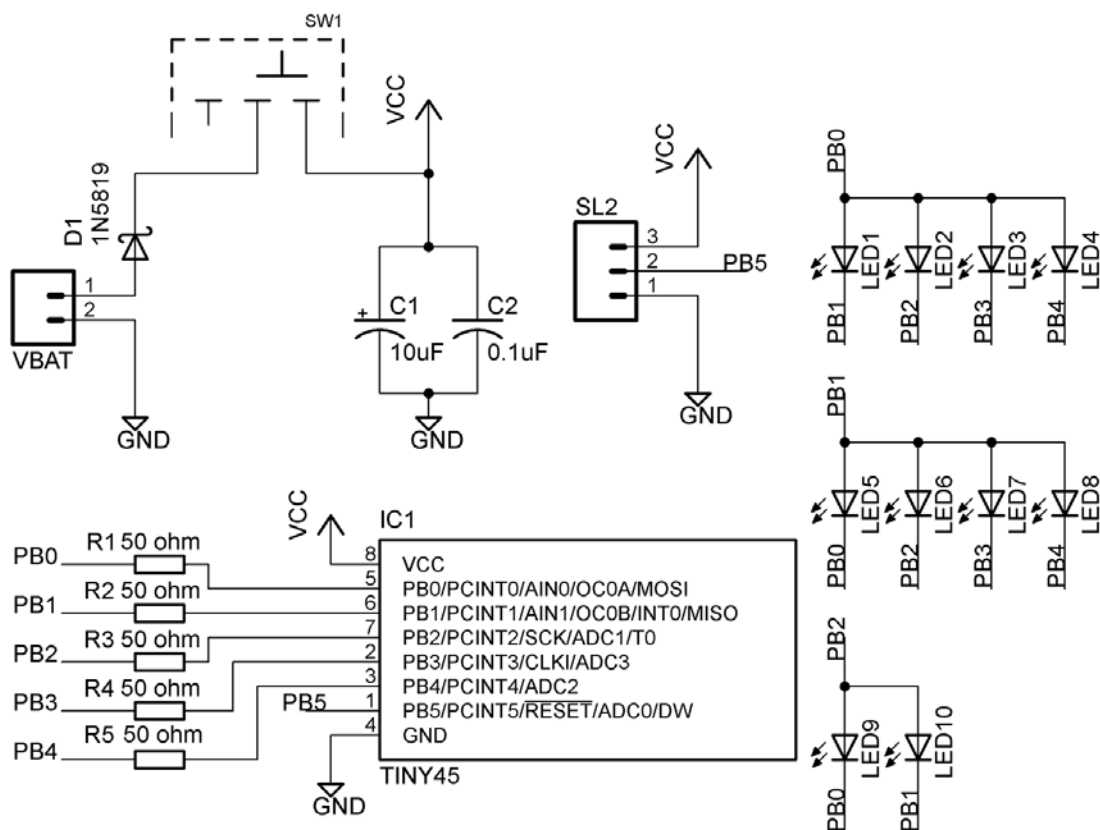 SW1
VCC
D1
1N5819
1
2
VBAT
GND
+
C1
10uF
C2
0.1uF
GND
VCC
SL2
3
2
1
PB5
GND
PB0
LED1
LED2
LED3
LED4
PB1
PB2
PB3
PB4
PB1
LED5
LED6
LED7
LED8
PB0
PB2
PB3
PB4
PB2
LED9
LED10
PB0
PB1
VCC
IC1
PB0
R1 50 ohm
PB1
R2 50 ohm
PB2
R3 50 ohm
PB3
R4 50 ohm
PB4
R5 50 ohm
PB5
8 VCC
5 PB0/PCINT0/AIN0/OC0A/MOSI
6 PB1/PCINT1/AIN1/OC0B/INT0/MISO
7 PB2/PCINT2/SCK/ADC1/T0
2 PB3/PCINT3/CLKI/ADC3
3 PB4/PCINT4/ADC2
1 PB5/PCINT5/RESET/ADC0/DW
4 GND
TINY45
GND